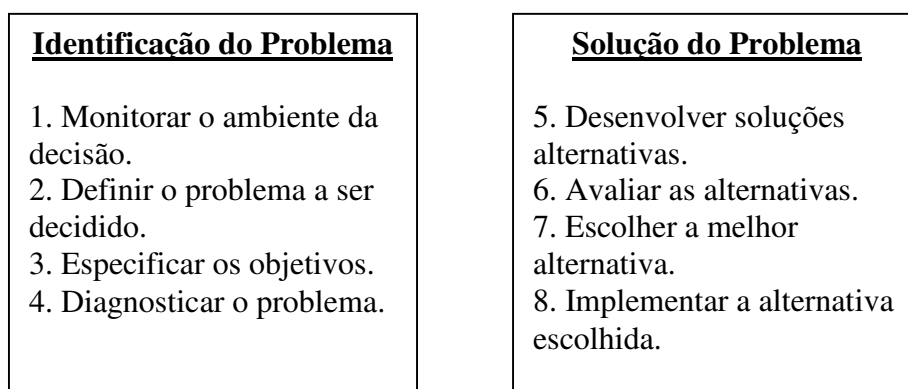 Identificação do Problema
1. Monitorar o ambiente da
decisão.
2. Definir o problema a ser
decidido.
3. Especificar os objetivos.
4. Diagnosticar o problema.
Solução do Problema
5. Desenvolver soluções
alternativas.
6. Avaliar as alternativas.
7. Escolher a melhor
alternativa.
8. Implementar a alternativa
escolhida.